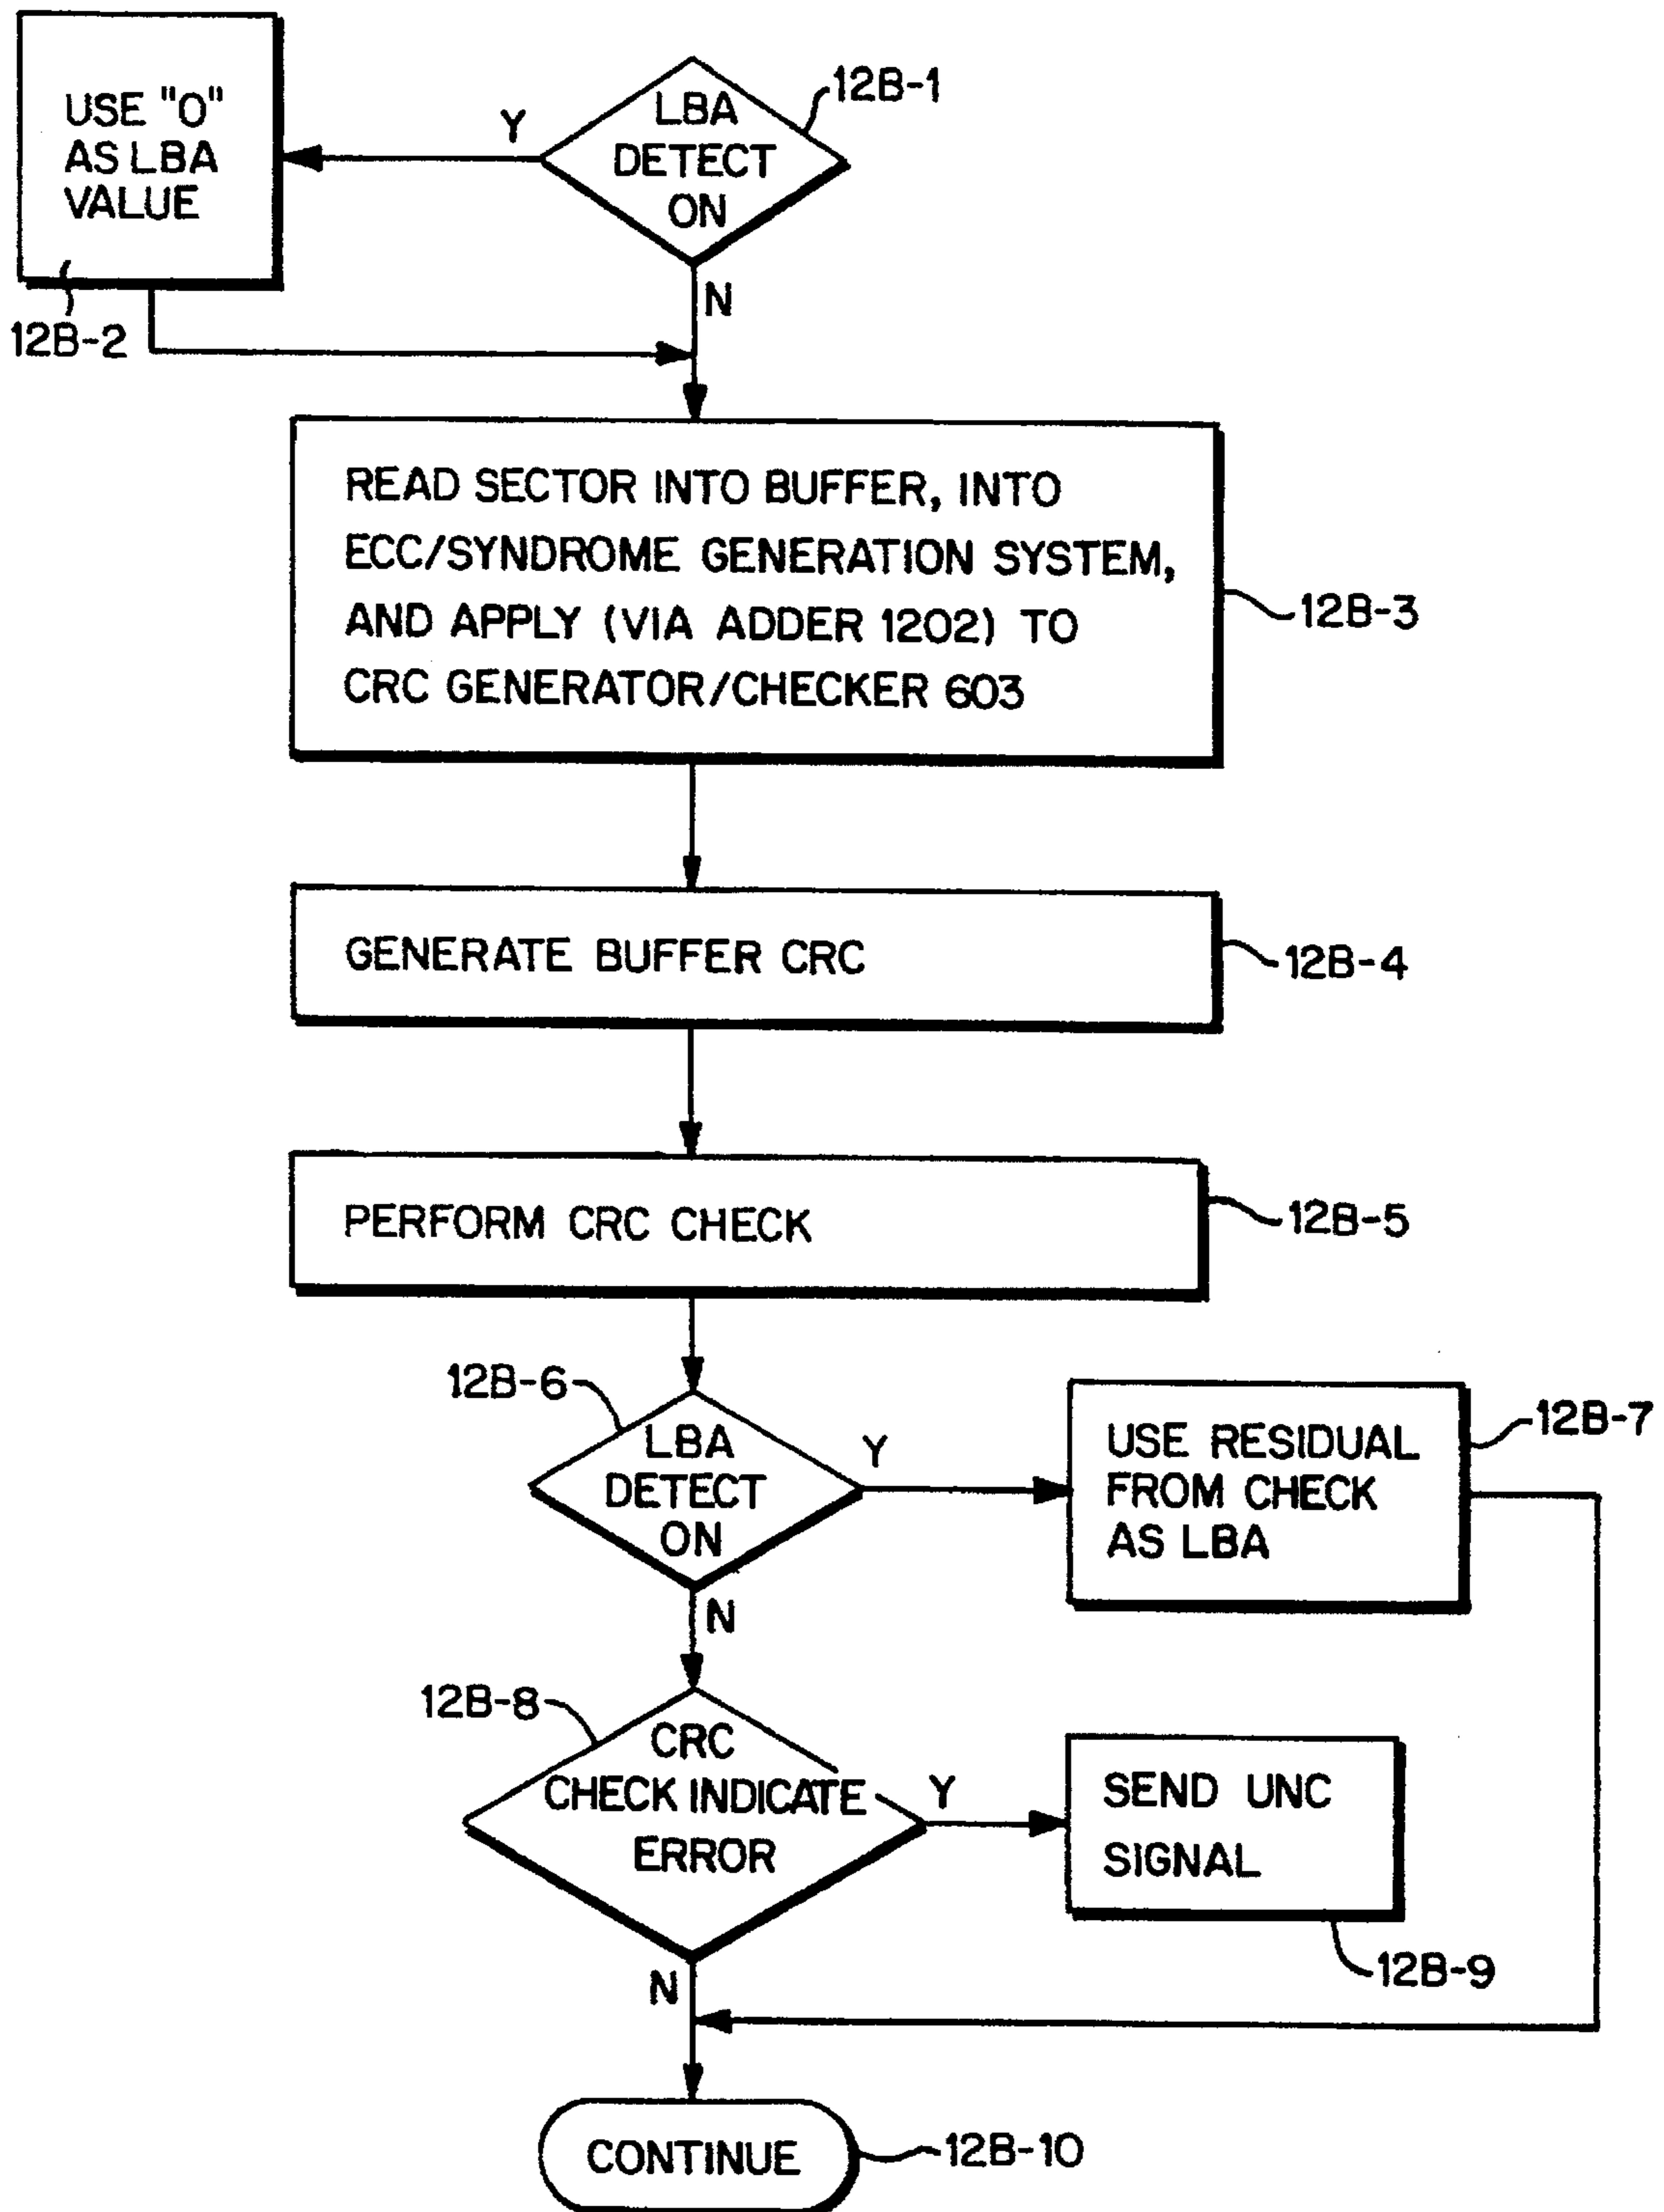 USE "0"
AS LBA
VALUE
12B-2
Y
LBA
DETECT
ON
12B-1
N
READ SECTOR INTO BUFFER, INTO
ECC/SYNDROME GENERATION SYSTEM,
AND APPLY (VIA ADDER 1202) TO
CRC GENERATOR/CHECKER 603
12B-3
GENERATE BUFFER CRC
12B-4
PERFORM CRC CHECK
12B-5
12B-6
LBA
DETECT
ON
Y
N
USE RESIDUAL
FROM CHECK
AS LBA
12B-7
12B-8
CRC
CHECK INDICATE
ERROR
Y
N
SEND UNC
SIGNAL
12B-9
CONTINUE
12B-10